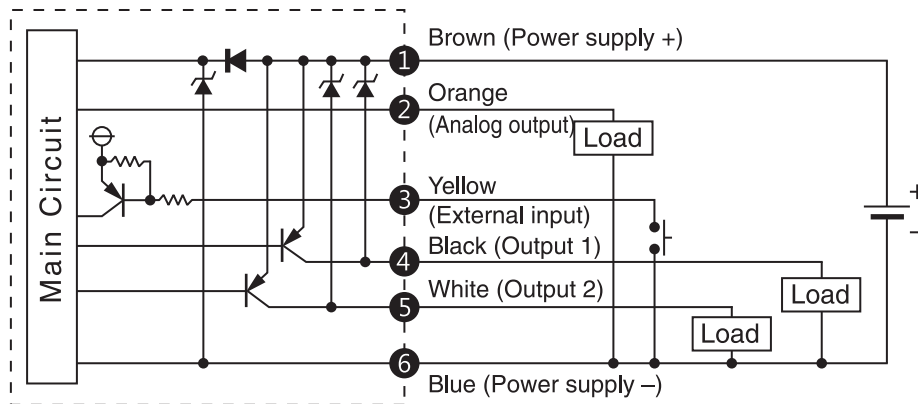 Main Circuit
1
Brown (Power supply +)
2
Orange
(Analog output)
Load
3
Yellow
(External input)
4
Black (Output 1)
5
White (Output 2)
Load
Load
6
Blue (Power supply –)
+
–